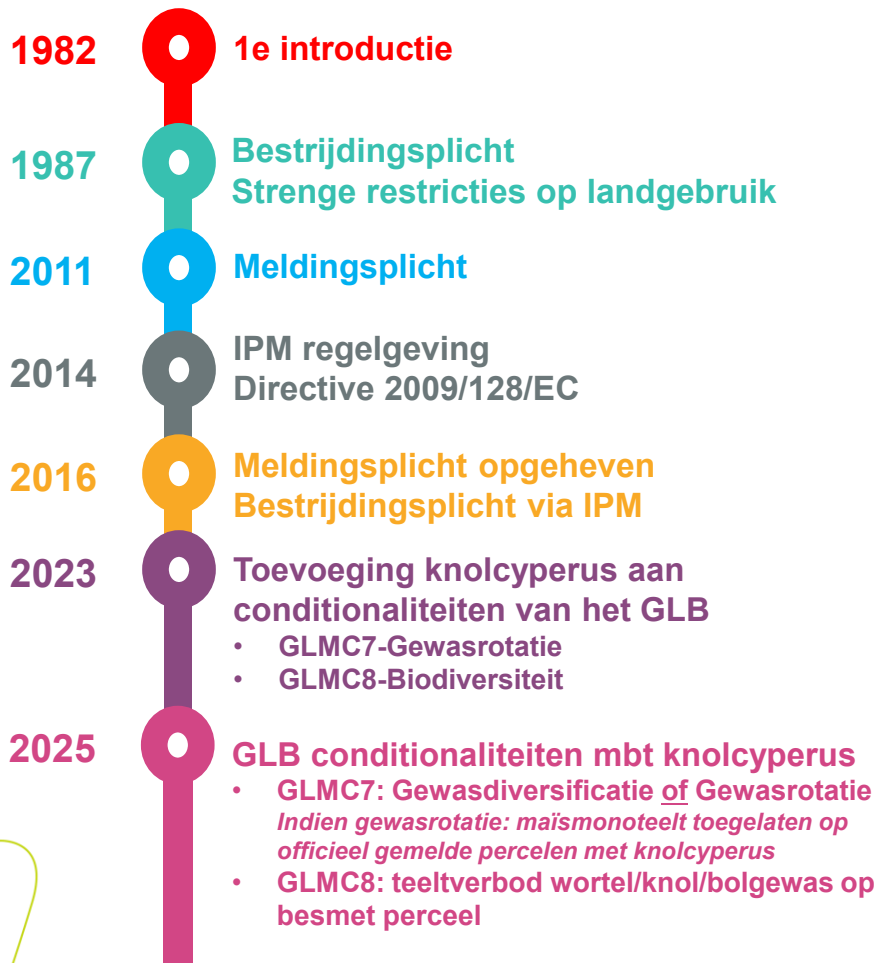 1982
1e introductie
1987
Bestrijdingsplicht
Strenge restricties op landgebruik
2011
Meldingsplicht
2014
IPM regelgeving
Directive 2009/128/EC
2016
Meldingsplicht opgeheven
Bestrijdingsplicht via IPM
2023
Toevoeging knolcyperus aan
conditionaliteiten van het GLB
• GLMC7-Gewasrotatie
• GLMC8-Biodiversiteit
2025
GLB conditionaliteiten mbt knolcyperus
• GLMC7: Gewasdiversificatie of Gewasrotatie
Indien gewasrotatie: maïsmonoteelt toegelaten op
officieel gemelde percelen met knolcyperus
• GLMC8: teeltverbod wortel/knol/bolgewas op
besmet perceel